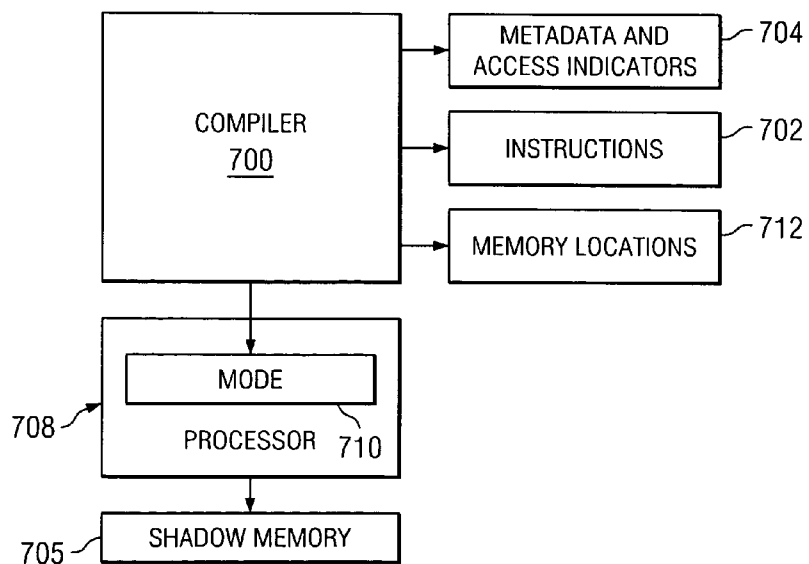 METADATA AND
ACCESS INDICATORS
704
COMPILER
700
INSTRUCTIONS
702
MEMORY LOCATIONS
712
MODE
708
PROCESSOR
710
705
SHADOW MEMORY